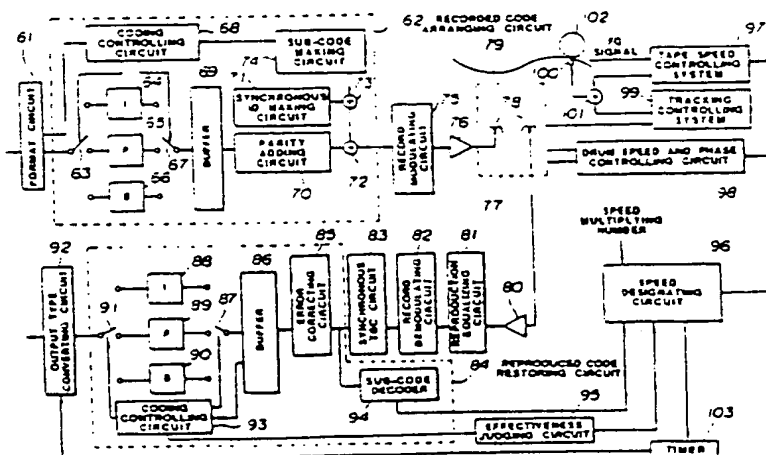 61
FORMAT CIRCUIT
CODING
CONTROLLING
CIRCUIT
68
74
SUB-CODE
MAKING
CIRCUIT
62
RECORDED CODE
ARRANGING CIRCUIT
64
I
65
P
66
B
63
67
69
BUFFER
71
SYNCHRONOUS
ID MAKING
CIRCUIT
73
PARITY
ADDING
CIRCUIT
70
72
75
RECORD
MODULATING
CIRCUIT
76
77
78
79
102
100
101
FG
SIGNAL
97
TAPE SPEED
CONTROLLING
SYSTEM
99
TRACKING
CONTROLLING
SYSTEM
DRUM SPEED AND PHASE
CONTROLLING CIRCUIT
98
SPEED
MULTIPLYING
NUMBER
96
SPEED
DESIGNATING
CIRCUIT
92
OUTPUT TYPE
CONVERTING CIRCUIT
91
I
88
P
89
B
90
87
86
BUFFER
85
ERROR
CORRECTING
CIRCUIT
83
SYNCHRONOUS
TBC CIRCUIT
82
RECORD
DEMODULATING
CIRCUIT
81
REPRODUCTION
EQUALIZING
CIRCUIT
80
84
REPRODUCED CODE
RESTORING CIRCUIT
CODING
CONTROLLING
CIRCUIT
93
SUB-CODE
DECODER
94
95
EFFECTIVENESS
JUDGING CIRCUIT
103
TIMER